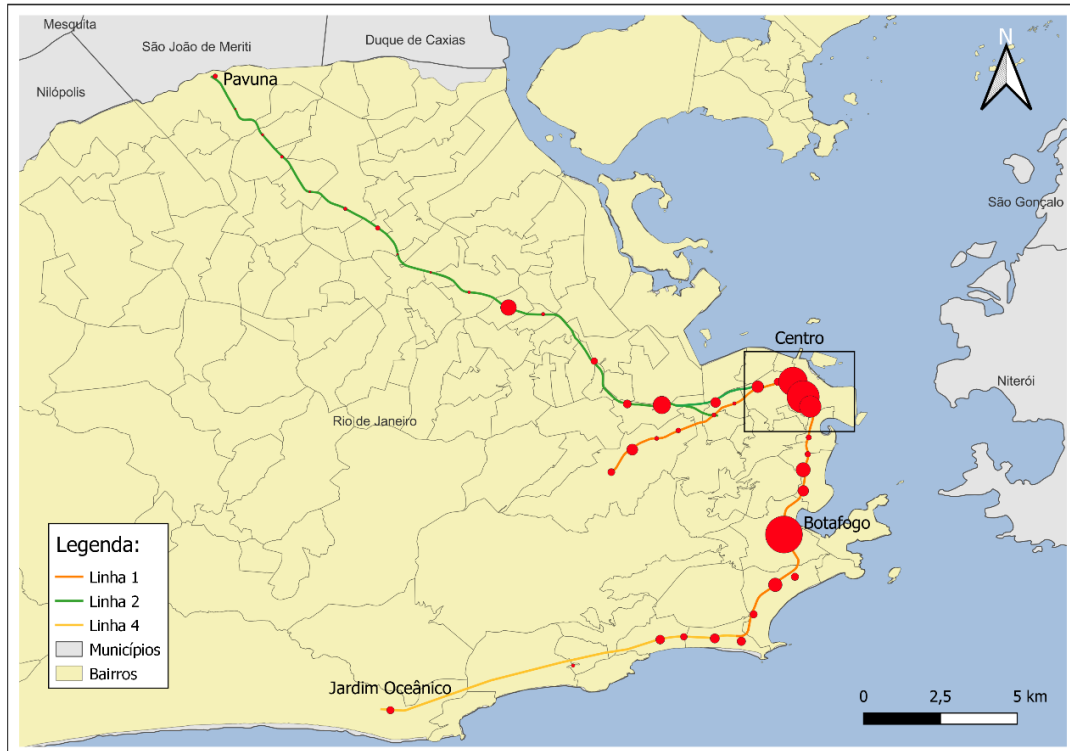 Mesquita
São João de Meriti
Duque de Caxias
N
Pavuna
Nilópolis
São Gonçalo
Centro
Niterói
Rio de Janeiro
Botafogo
Legenda:
Linha 1
Linha 2
Linha 4
Municípios
Bairros
Jardim Oceânico
0 2,5 5 km